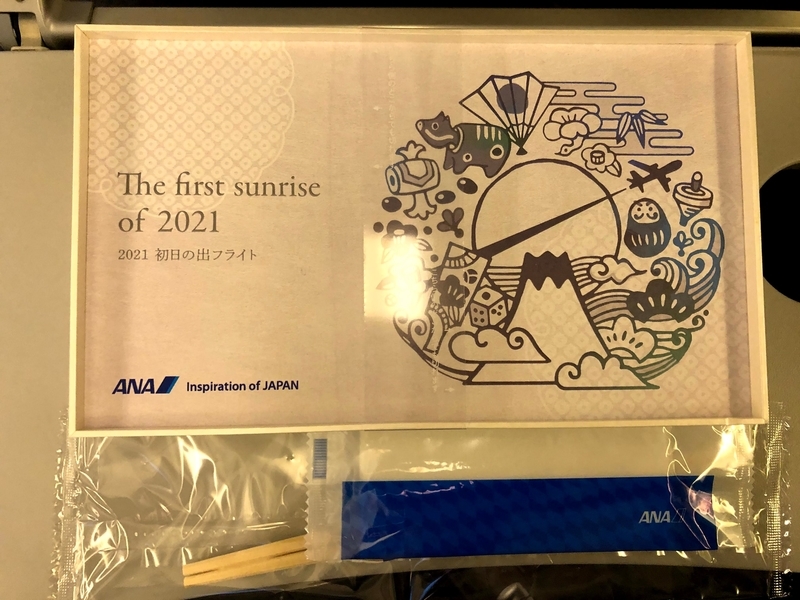 The first sunrise
of 2021
2021 初日の出フライト
ANA Inspiration of JAPAN
ANA